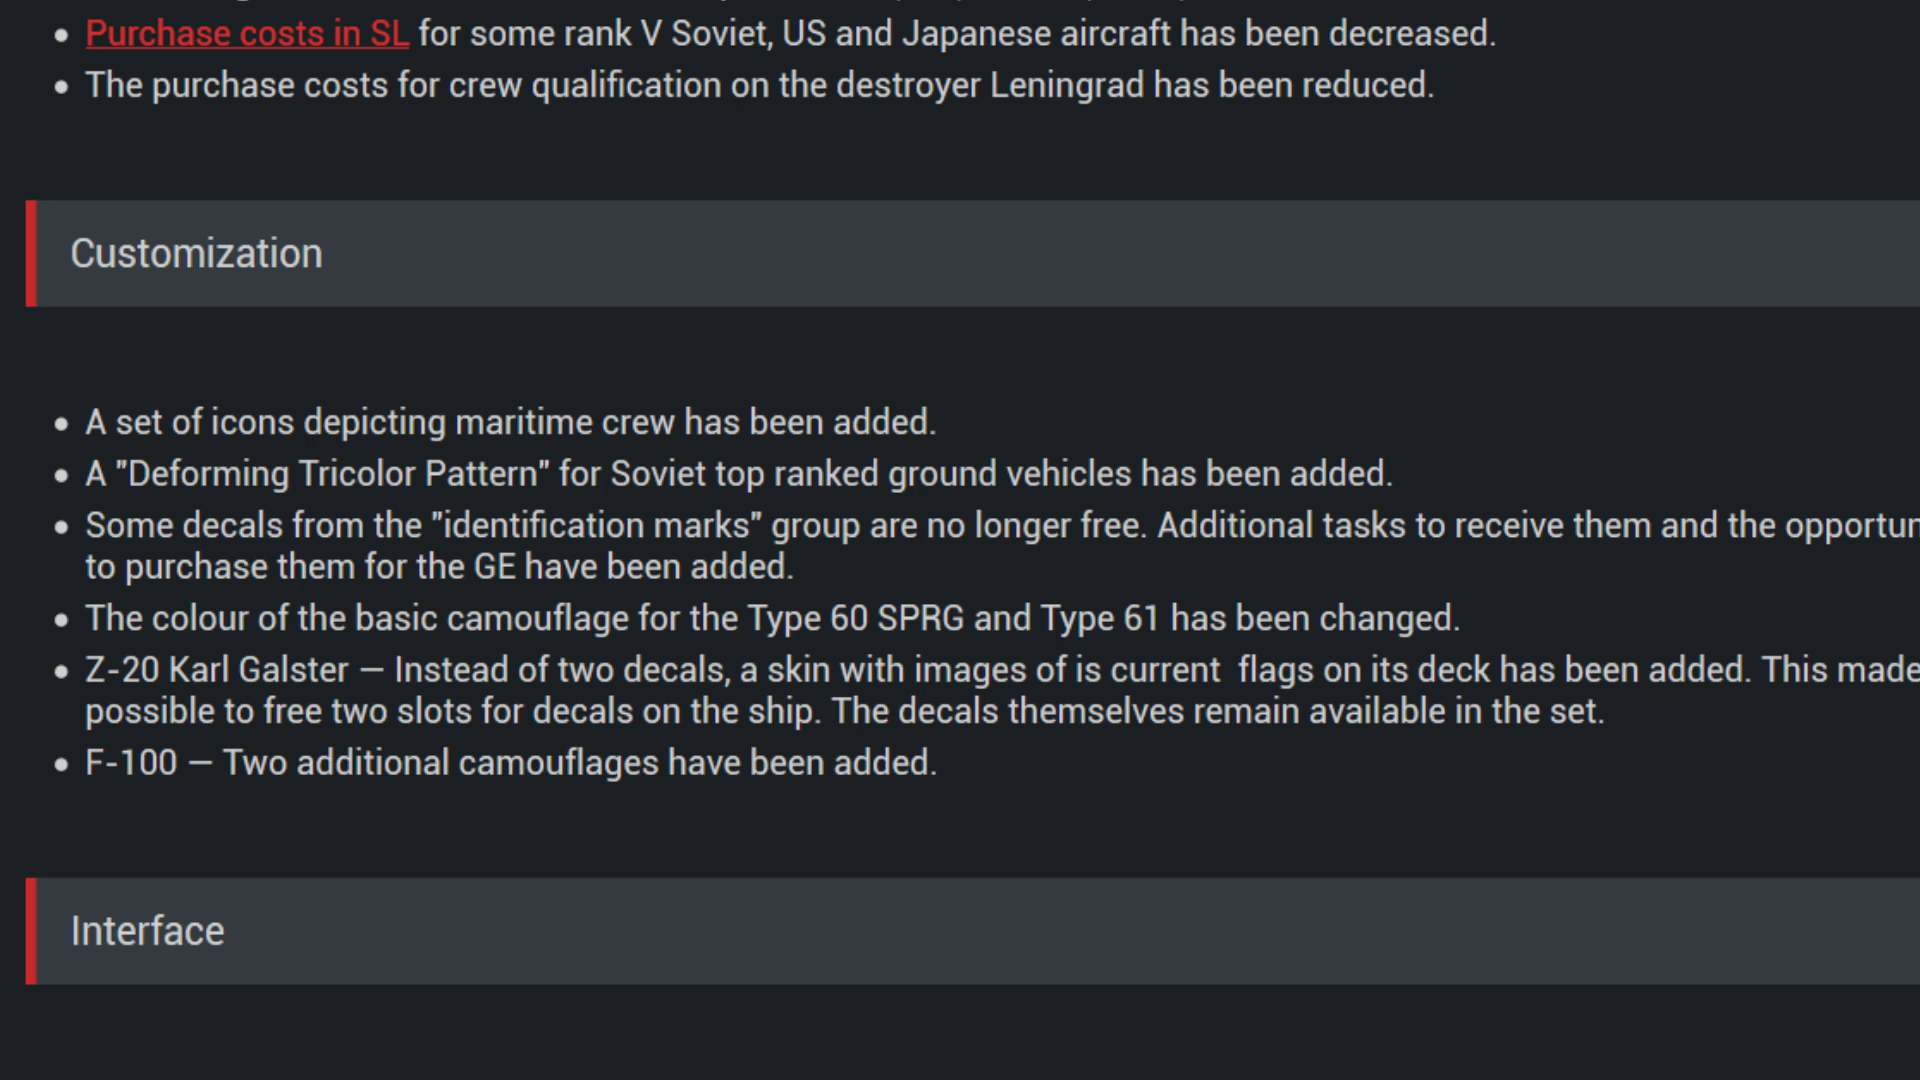 Purchase costs in SL for some rank V Soviet, US and Japanese aircraft has been decreased.
The purchase costs for crew qualification on the destroyer Leningrad has been reduced.
Customization
A set of icons depicting maritime crew has been added.
A "Deforming Tricolor Pattern" for Soviet top ranked ground vehicles has been added.
Some decals from the "identification marks" group are no longer free. Additional tasks to receive them and the opportun
to purchase them for the GE have been added.
The colour of the basic camouflage for the Type 60 SPRG and Type 61 has been changed.
Z-20 Karl Galster — Instead of two decals, a skin with images of is current  flags on its deck has been added. This made
possible to free two slots for decals on the ship. The decals themselves remain available in the set.
F-100 — Two additional camouflages have been added.
Interface